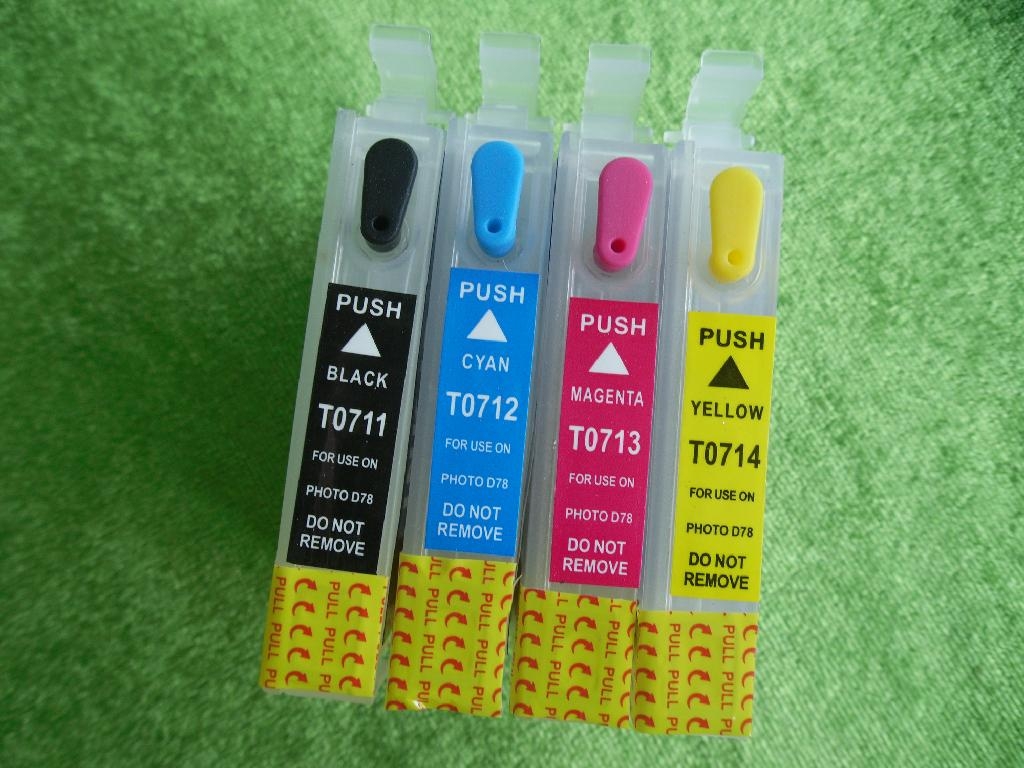 PUSH
BLACK
T0711
FOR USE ON
PHOTO D78
DO NOT
REMOVE
PULL PULL PULL
PUSH
CYAN
T0712
FOR USE ON
PHOTO D78
DO NOT
REMOVE
PULL PULL PULL
PUSH
MAGENTA
T0713
FOR USE ON
PHOTO D78
DO NOT
REMOVE
PULL PULL PULL
PUSH
YELLOW
T0714
FOR USE ON
PHOTO D78
DO NOT
REMOVE
PULL PULL PULL